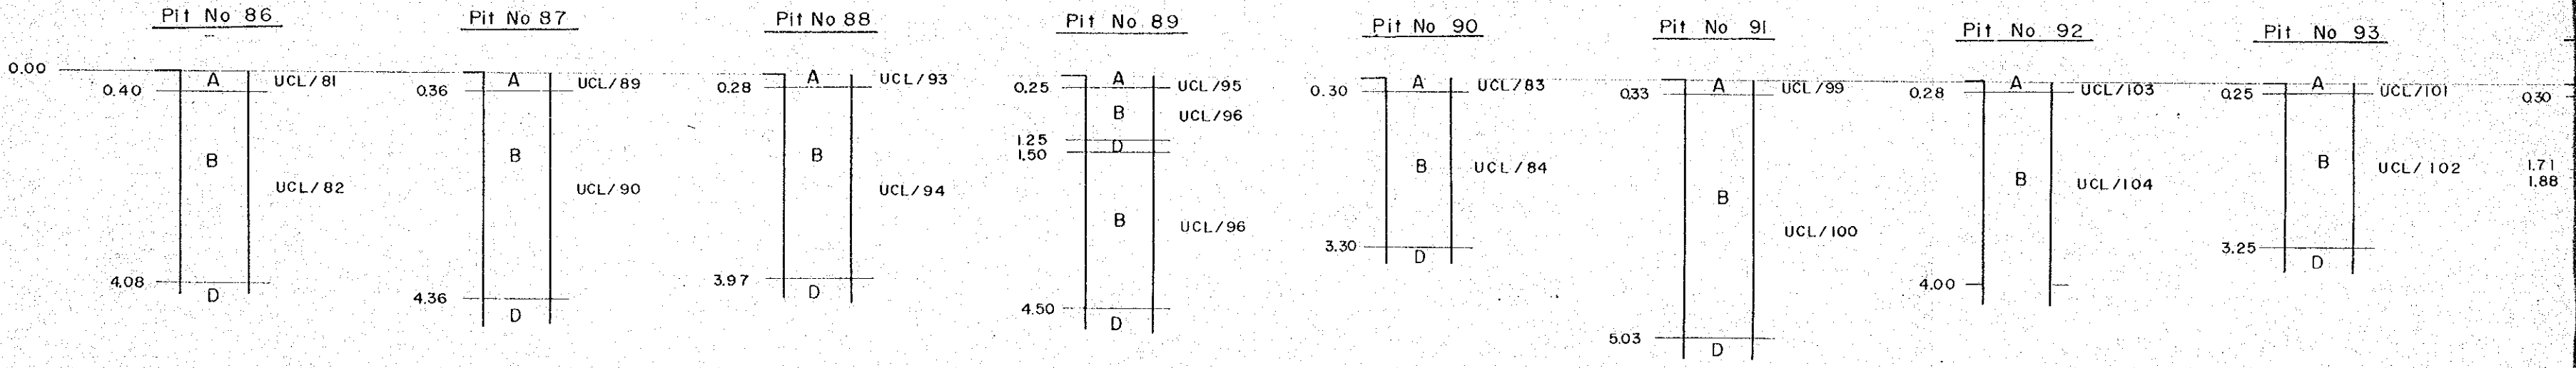 Pit No 86
0.00
A
UCL/81
0.40
B
UCL/82
4.08
D
Pit No 87
A
UCL/89
0.36
B
UCL/90
4.36
D
Pit No 88
A
UCL/93
0.28
B
UCL/94
3.97
D
Pit No 89
A
UCL/95
0.25
B
UCL/96
1.25
D
1.50
B
UCL/96
4.50
D
Pit No 90
A
UCL/83
0.30
B
UCL/84
3.30
D
Pit No 91
A
UCL/99
0.33
B
UCL/100
5.03
D
Pit No 92
A
UCL/103
0.28
B
UCL/104
4.00
Pit No 93
A
UCL/101
0.25
B
UCL/102
3.25
D
0.30
1.71
1.88